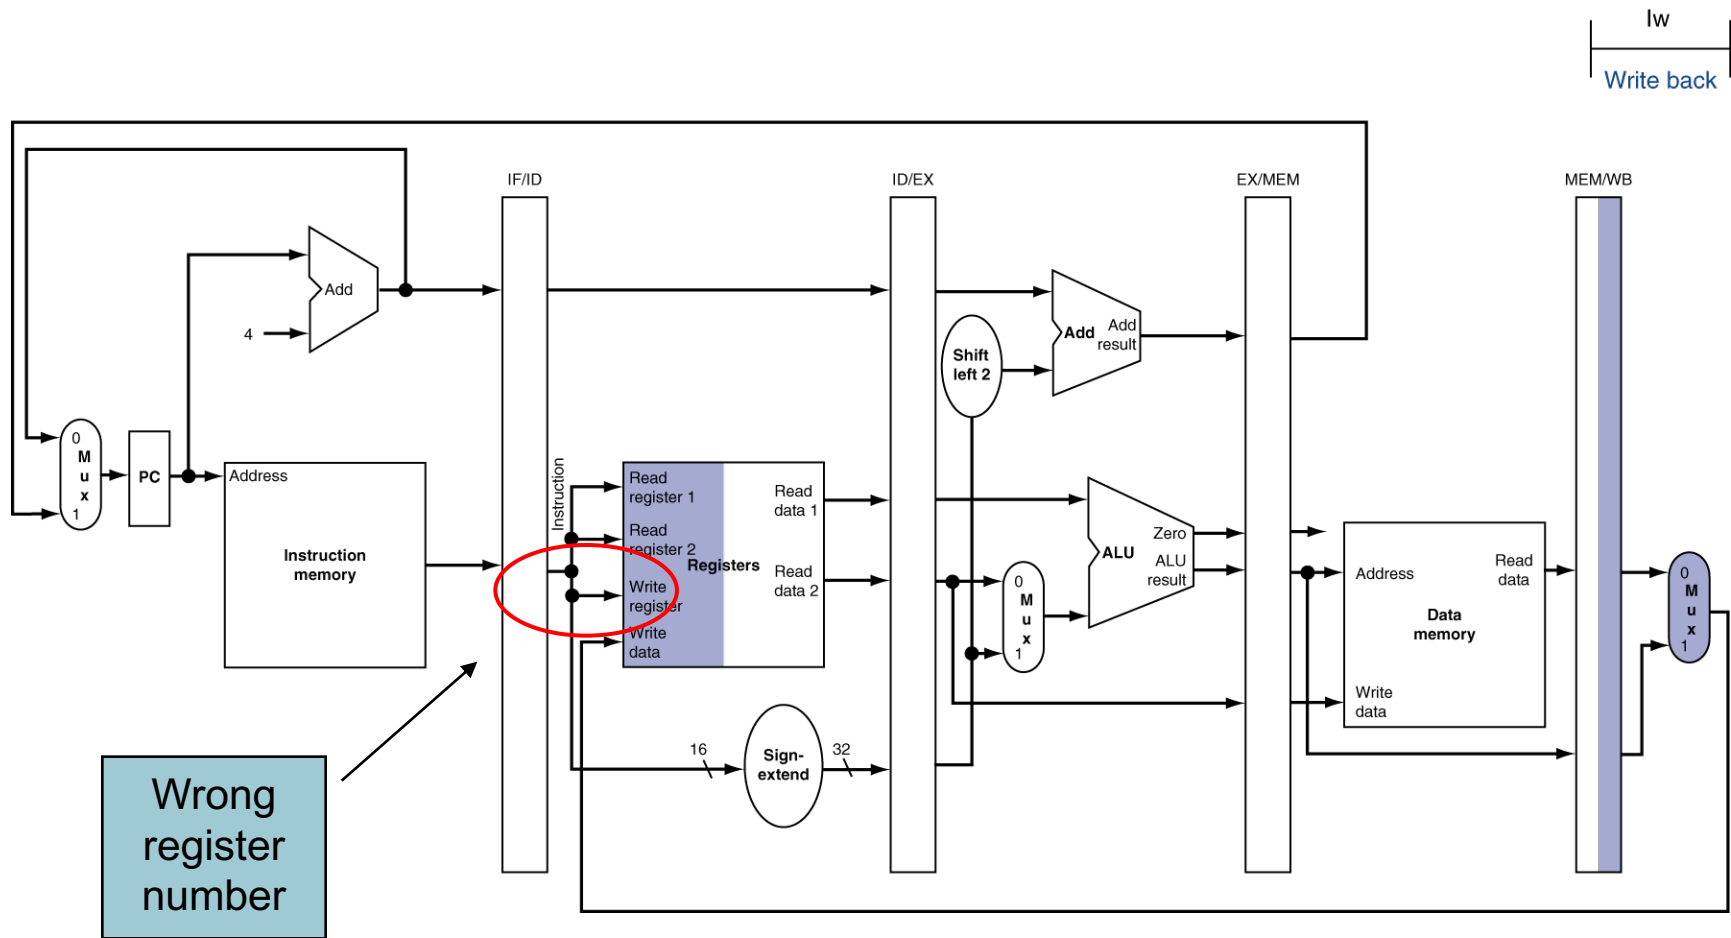 lw
Write back
IF/ID
ID/EX
EX/MEM
MEM/WB
Add
4
Add
Add
result
Shift
left 2
0
M
u
x
1
PC
Address
Instruction
memory
Instruction
Read
register 1
Read
register 2
Write
register
Write
data
Registers
Read
data 1
Read
data 2
16
Sign-
extend
32
0
M
u
x
1
Zero
ALU
ALU
result
Address
Read
data
Data
memory
Write
data
0
M
u
x
1
Wrong
register
number